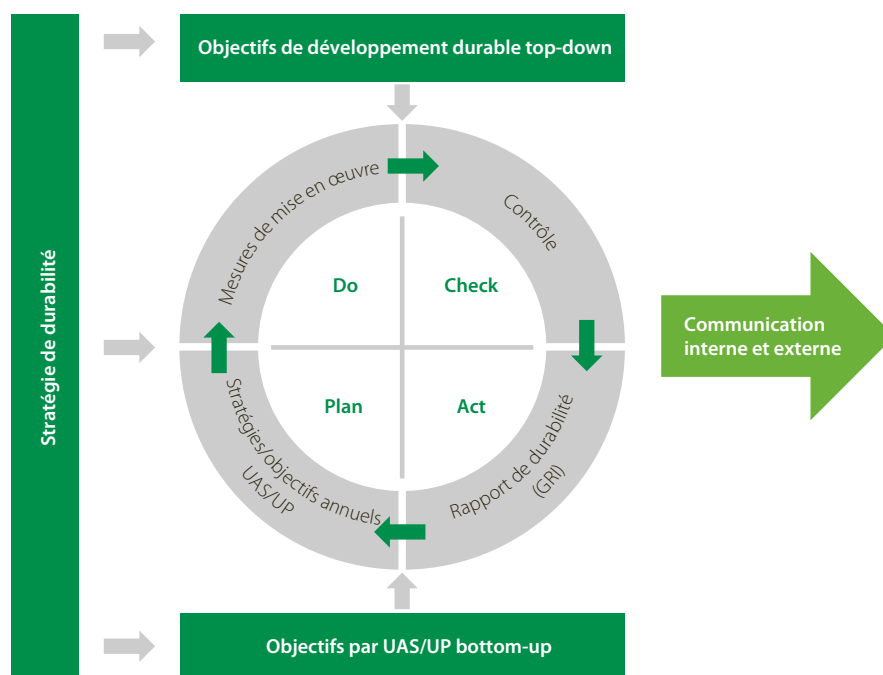 Stratégie de durabilité
Objectifs de développement durable top-down
Mesures de mise en œuvre
Contrôle
Do
Check
Communication
interne et externe
Plan
Act
Stratégies/objectifs annuels
UAS/UP
Rapport de durabilité
(GRI)
Objectifs par UAS/UP bottom-up